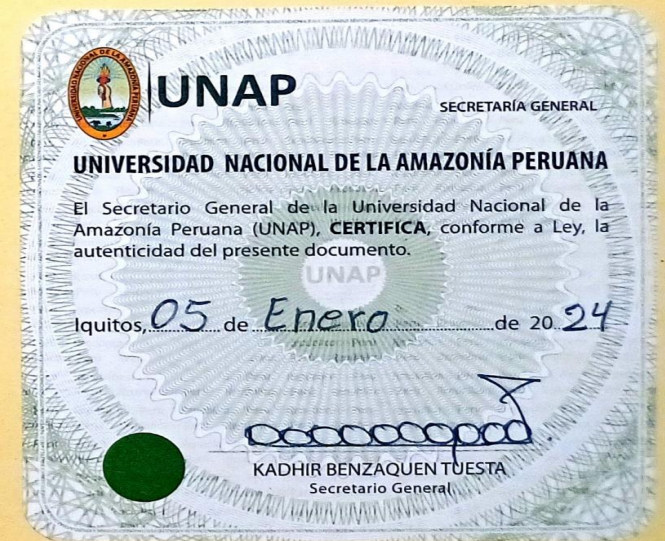 UNAP
SECRETARÍA GENERAL
UNIVERSIDAD NACIONAL DE LA AMAZONÍA PERUANA
El Secretario General de la Universidad Nacional de la
Amazonía Peruana (UNAP), CERTIFICA, conforme a Ley, la
autenticidad del presente documento.
UNAP
Iquitos, 05 de Enero de 2024
KADHIR BENZAQUEN TUESTA
Secretario General